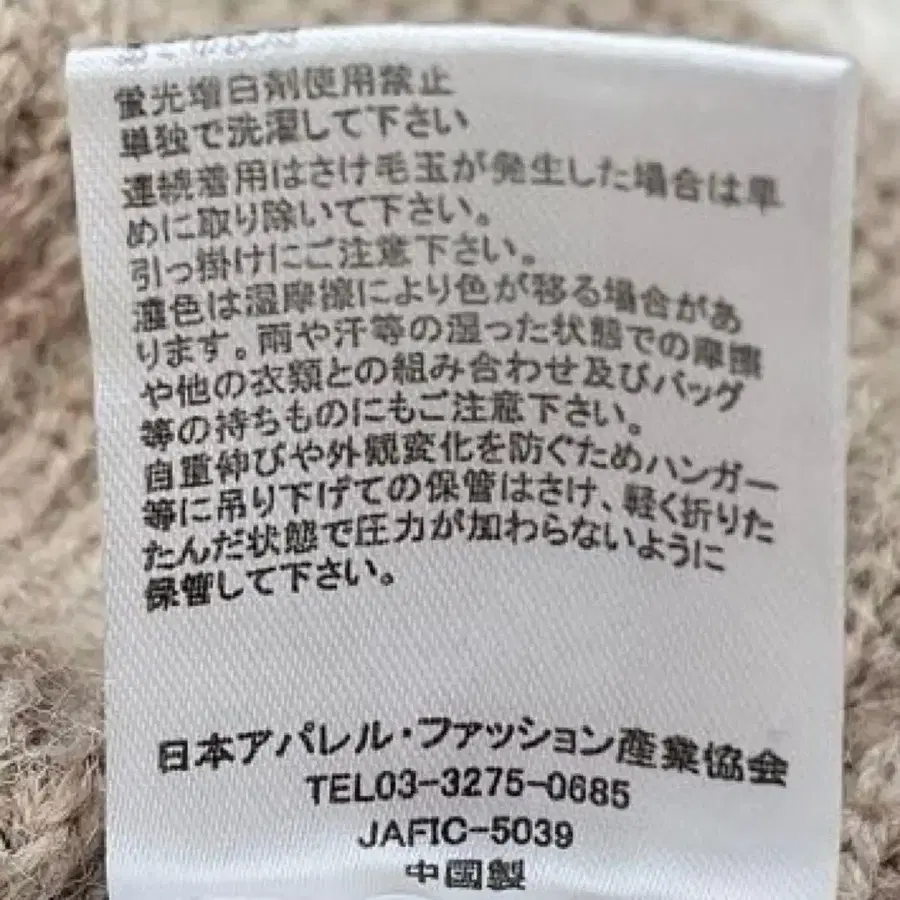 蛍光増白剤使用禁止
単独で洗濯して下さい
連続着用はさけ毛玉が発生した場合は早
めに取り除いて下さい。
引っ掛けにご注意下さい。
濃色は湿摩擦により色が移る場合があ
ります。雨や汗等の湿った状態での摩擦
や他の衣類との組み合わせ及びバッグ
等の持ちものにもご注意下さい。
自重伸びや外観変化を防ぐためハンガー
等に吊り下げての保管はさけ、軽く折りた
たんだ状態で圧力が加わらないように
保管して下さい。
日本アパレル・ファッション産業協会
TEL03-3275-0685
JAFIC-5039
中国製